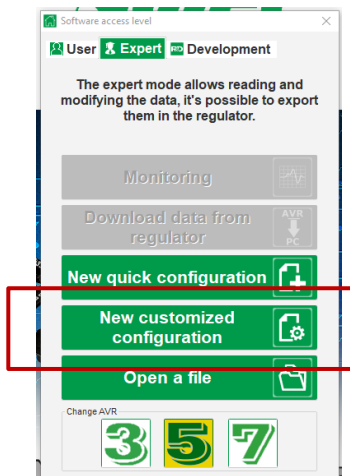 Software access level
User Expert RD Development
The expert mode allows reading and
modifying the data, it's possible to export
them in the regulator.
Monitoring
Download data from
regulator
AVR
PC
New quick configuration
New customized
configuration
Open a file
Change AVR
3 5 7